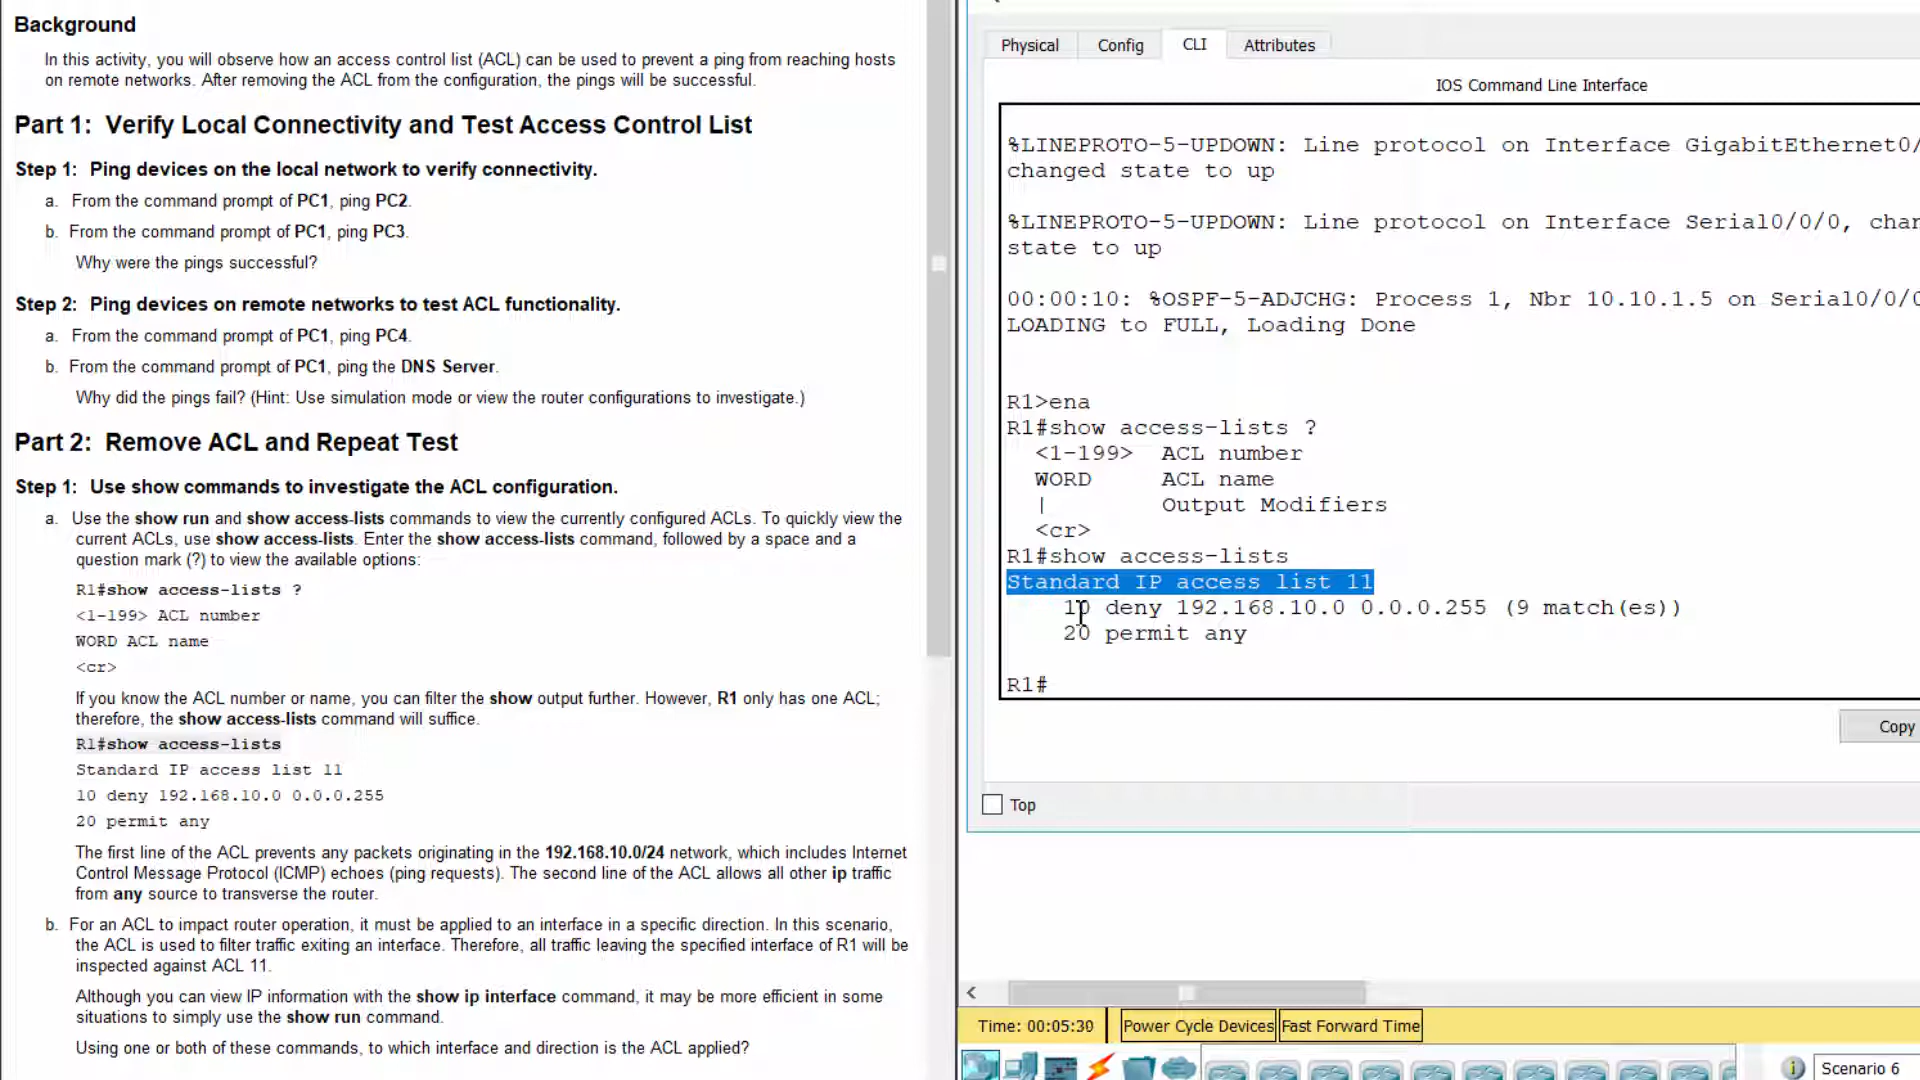 Background
In this activity, you will observe how an access control list (ACL) can be used to prevent a ping from reaching hosts
on remote networks. After removing the ACL from the configuration, the pings will be successful.
Part 1: Verify Local Connectivity and Test Access Control List
Step 1: Ping devices on the local network to verify connectivity.
a. From the command prompt of PC1, ping PC2.
b. From the command prompt of PC1, ping PC3.
Why were the pings successful?
Step 2: Ping devices on remote networks to test ACL functionality.
a. From the command prompt of PC1, ping PC4.
b. From the command prompt of PC1, ping the DNS Server.
Why did the pings fail? (Hint: Use simulation mode or view the router configurations to investigate.)
Part 2: Remove ACL and Repeat Test
Step 1: Use show commands to investigate the ACL configuration.
a. Use the show run and show access-lists commands to view the currently configured ACLs. To quickly view the
current ACLs, use show access-lists. Enter the show access-lists command, followed by a space and a
question mark (?) to view the available options:
R1#show access-lists ?
<1-199> ACL number
WORD ACL name
<cr>
If you know the ACL number or name, you can filter the show output further. However, R1 only has one ACL;
therefore, the show access-lists command will suffice.
R1#show access-lists
Standard IP access list 11
10 deny 192.168.10.0 0.0.0.255
20 permit any
The first line of the ACL prevents any packets originating in the 192.168.10.0/24 network, which includes Internet
Control Message Protocol (ICMP) echoes (ping requests). The second line of the ACL allows all other ip traffic
from any source to transverse the router.
b. For an ACL to impact router operation, it must be applied to an interface in a specific direction. In this scenario,
the ACL is used to filter traffic exiting an interface. Therefore, all traffic leaving the specified interface of R1 will be
inspected against ACL 11.
Although you can view IP information with the show ip interface command, it may be more efficient in some
situations to simply use the show run command.
Using one or both of these commands, to which interface and direction is the ACL applied?
Physical Config CLI Attributes
IOS Command Line Interface
%LINEPROTO-5-UPDOWN: Line protocol on Interface GigabitEthernet0/
changed state to up
%LINEPROTO-5-UPDOWN: Line protocol on Interface Serial0/0/0, chan
state to up
00:00:10: %OSPF-5-ADJCHG: Process 1, Nbr 10.10.1.5 on Serial0/0/0
LOADING to FULL, Loading Done
R1>ena
R1#show access-lists ?
<1-199> ACL number
WORD ACL name
| Output Modifiers
<cr>
R1#show access-lists
Standard IP access list 11
10 deny 192.168.10.0 0.0.0.255 (9 match(es))
20 permit any
R1#
Copy
Top
Time: 00:05:30 Power Cycle Devices Fast Forward Time
Scenario 6